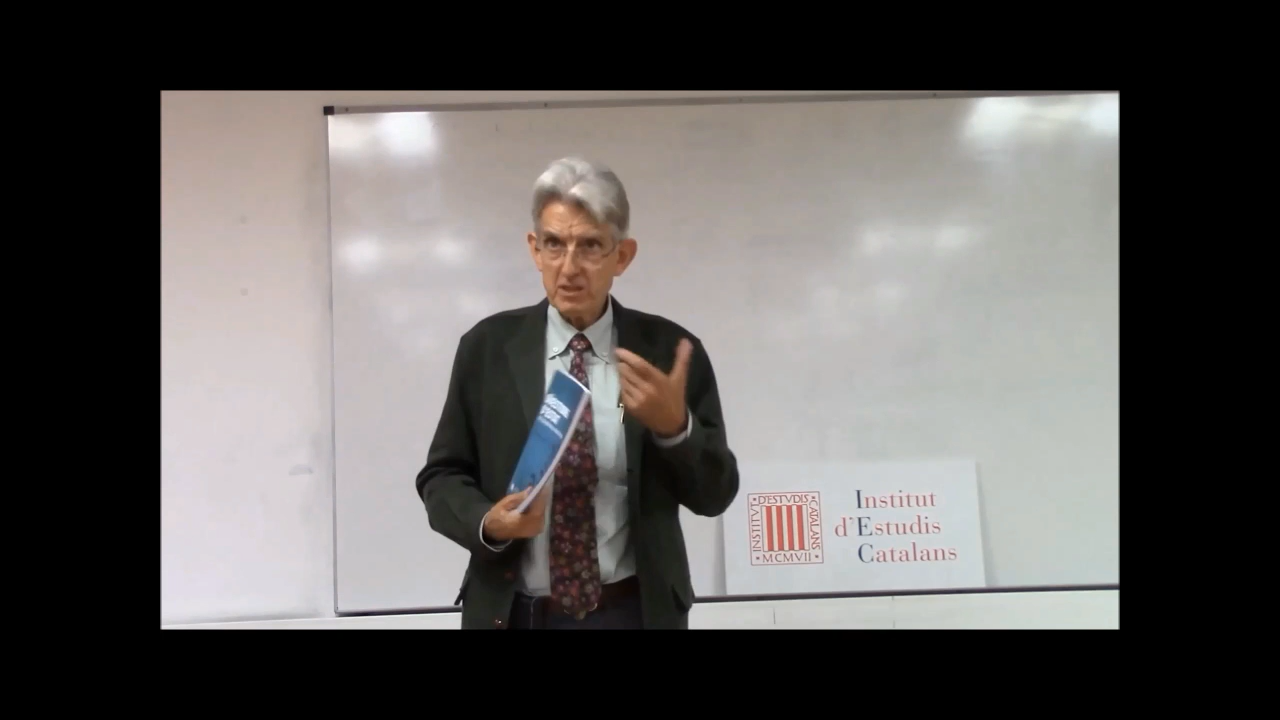 INSTITVT
D'ESTVDIS
CATALANS
MCMVII
Institut
d'Estudis
Catalans